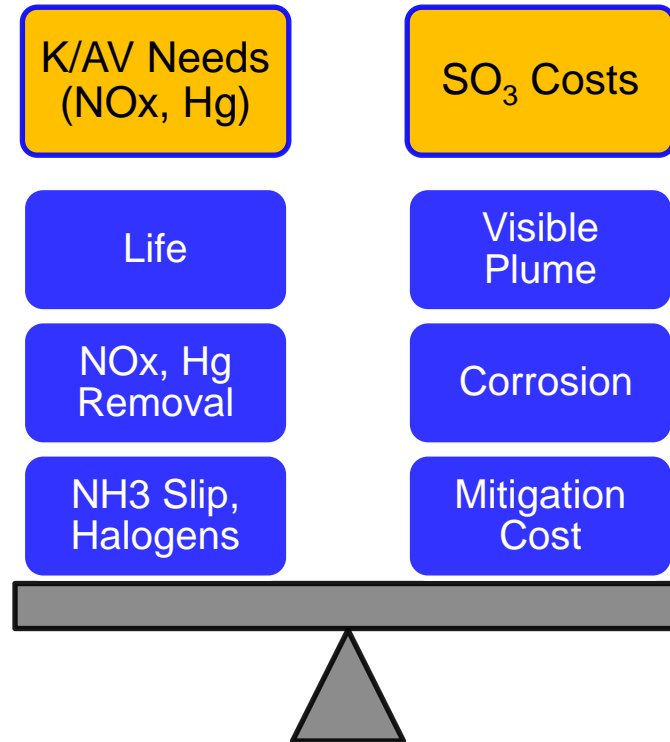 K/AV Needs
(NOx, Hg)
SO₃ Costs
Life
Visible
Plume
NOx, Hg
Removal
Corrosion
NH3 Slip,
Halogens
Mitigation
Cost